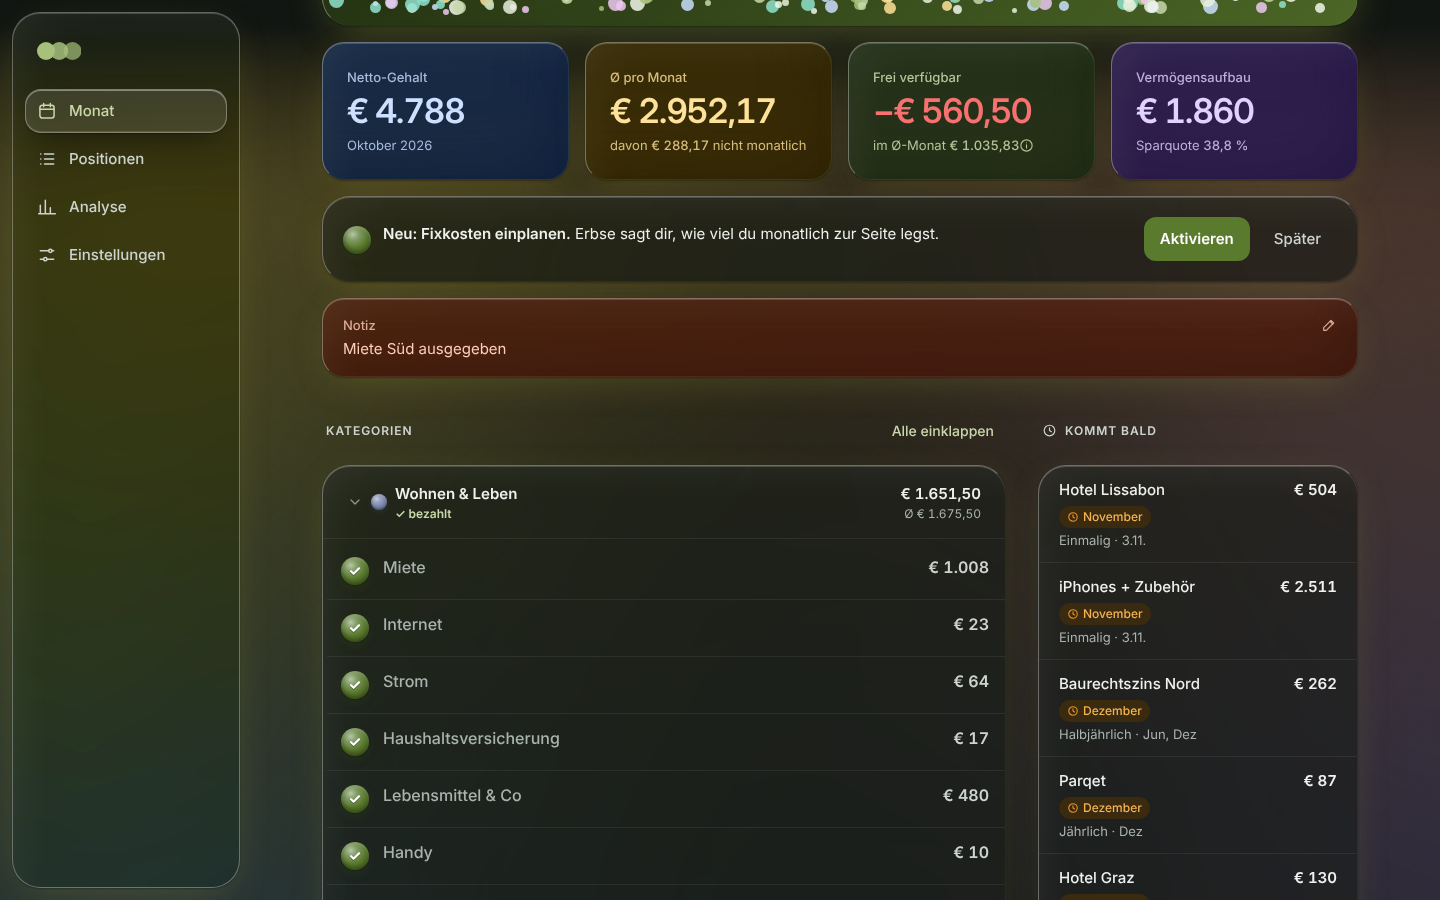 Monat
Positionen
Analyse
Einstellungen
Netto-Gehalt
€ 4.788
Oktober 2026
Ø pro Monat
€ 2.952,17
davon € 288,17 nicht monatlich
Frei verfügbar
–€ 560,50
im Ø-Monat € 1.035,83
Vermögensaufbau
€ 1.860
Sparquote 38,8 %
Neu: Fixkosten einplanen. Erbse sagt dir, wie viel du monatlich zur Seite legst.
Aktivieren
Später
Notiz
Miete Süd ausgegeben
KATEGORIEN
Alle einklappen
Wohnen & Leben
€ 1.651,50
✓ bezahlt
Ø € 1.675,50
Miete
€ 1.008
Internet
€ 23
Strom
€ 64
Haushaltsversicherung
€ 17
Lebensmittel & Co
€ 480
Handy
€ 10
KOMMT BALD
Hotel Lissabon
€ 504
November
Einmalig · 3.11.
iPhones + Zubehör
€ 2.511
November
Einmalig · 3.11.
Baurechtszins Nord
€ 262
Dezember
Halbjährlich · Jun, Dez
Parqet
€ 87
Dezember
Jährlich · Dez
Hotel Graz
€ 130